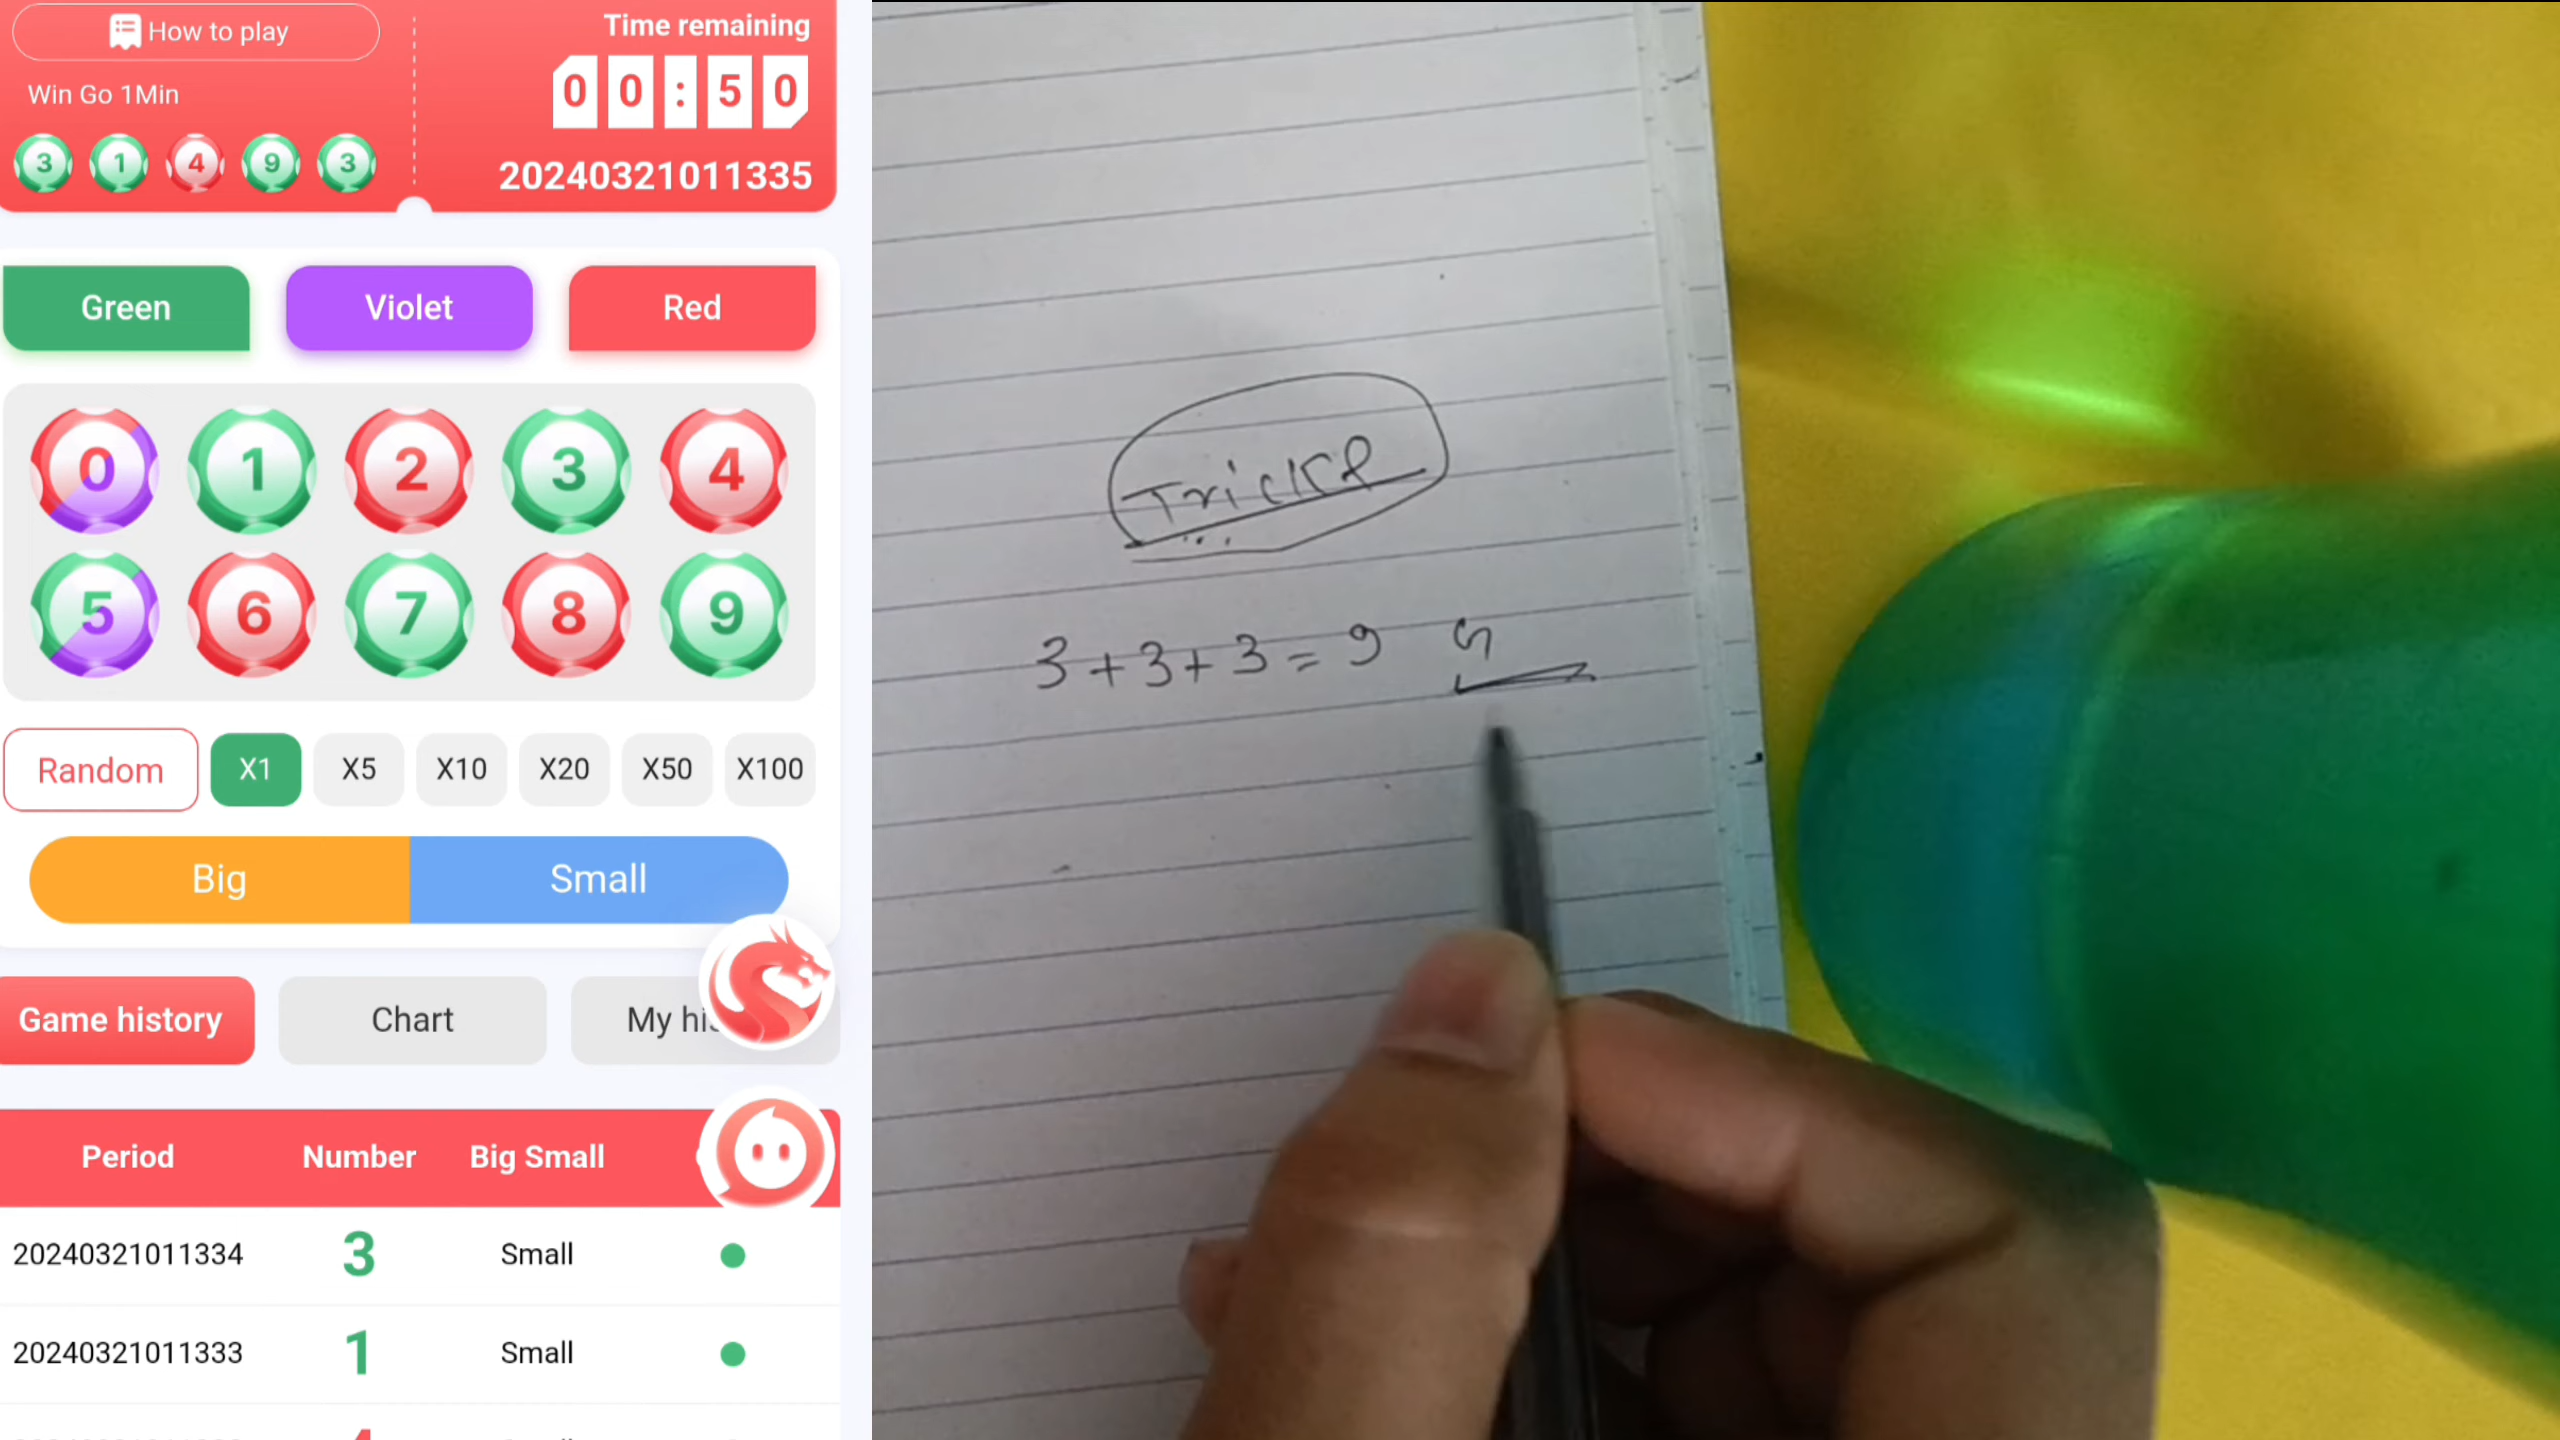 How to play
Win Go 1Min
3 1 4 9 3
Time remaining
00:50
20240321011335
Green Violet Red
0 1 2 3 4
5 6 7 8 9
Random X1 X5 X10 X20 X50 X100
Big Small
Game history Chart My his
Period Number Big Small
20240321011334 3 Small
20240321011333 1 Small
3+3+3=9 G